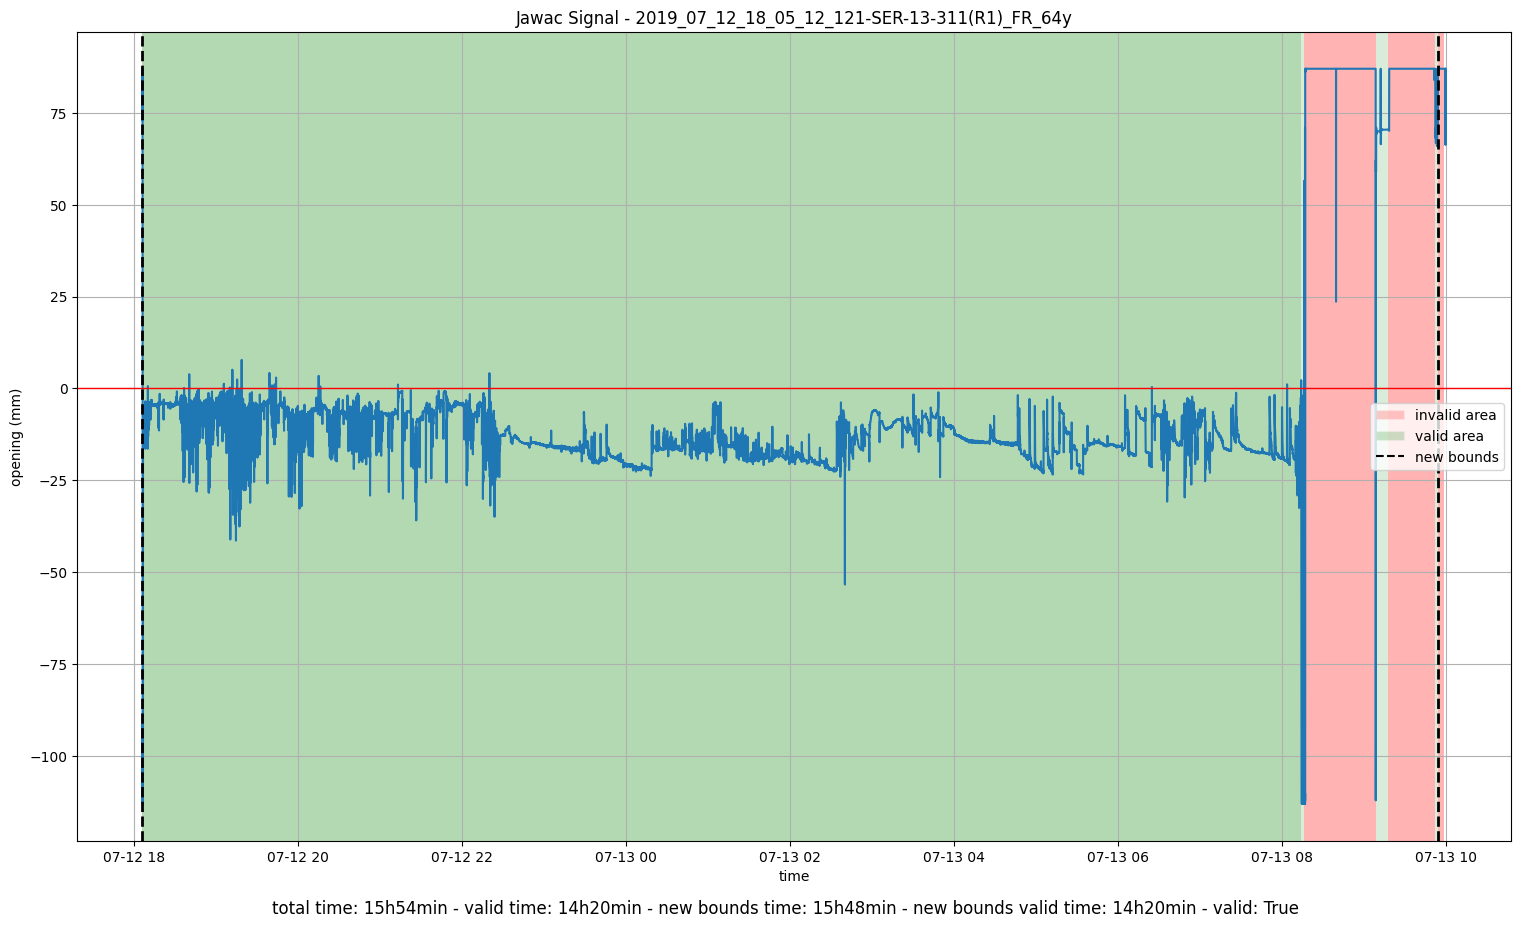 Jawac Signal - 2019_07_12_18_05_12_121-SER-13-311(R1)_FR_64y
75
50
25
0
−25
−50
−75
−100
opening (mm)
invalid area
valid area
new bounds
07-12 18
07-12 20
07-12 22
07-13 00
07-13 02
07-13 04
07-13 06
07-13 08
07-13 10
time
total time: 15h54min - valid time: 14h20min - new bounds time: 15h48min - new bounds valid time: 14h20min - valid: True